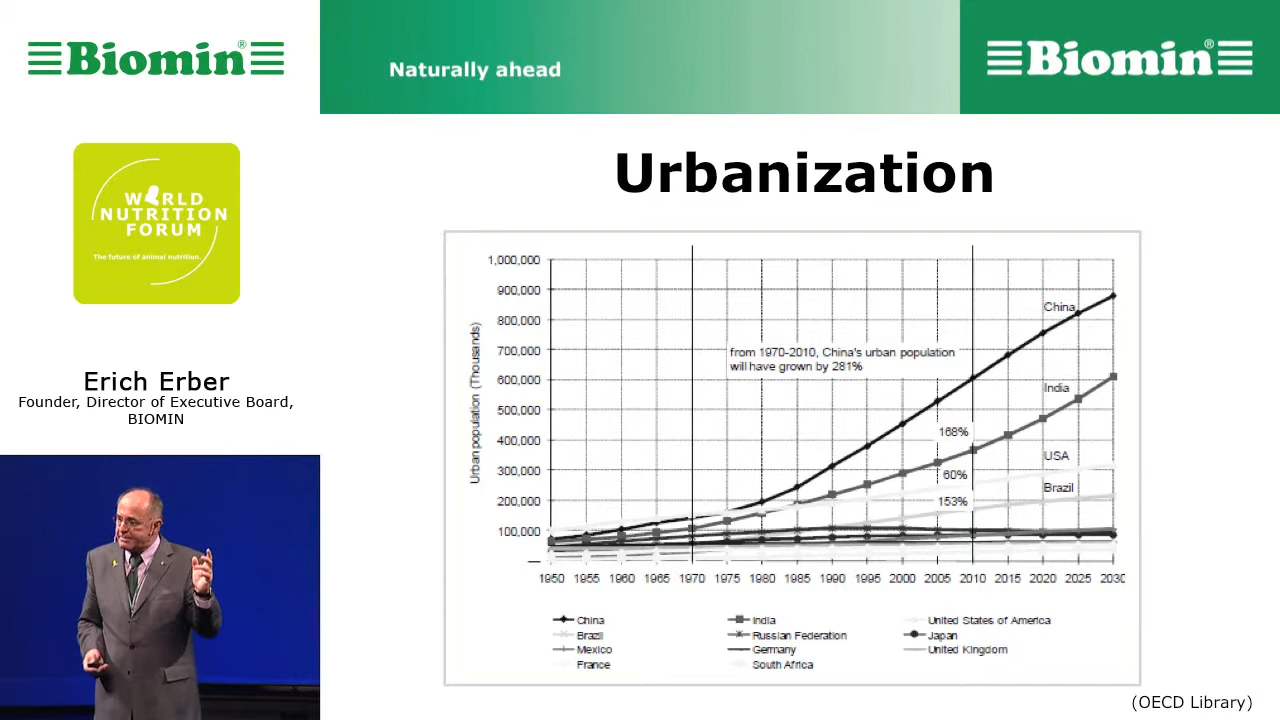 Biomin®
Naturally ahead
Biomin®
WORLD
NUTRITION
FORUM
The future of animal nutrition.
Erich Erber
Founder, Director of Executive Board,
BIOMIN
Urbanization
Urban population (Thousands)
1,000,000
900,000
800,000
700,000
600,000
500,000
400,000
300,000
200,000
100,000
—
from 1970-2010, China's urban population
will have grown by 281%
China
India
USA
Brazil
168%
60%
153%
1950 1955 1960 1965 1970 1975 1980 1985 1990 1995 2000 2005 2010 2015 2020 2025 2030
China India United States of America
Brazil Russian Federation Japan
Mexico Germany United Kingdom
France South Africa
(OECD Library)